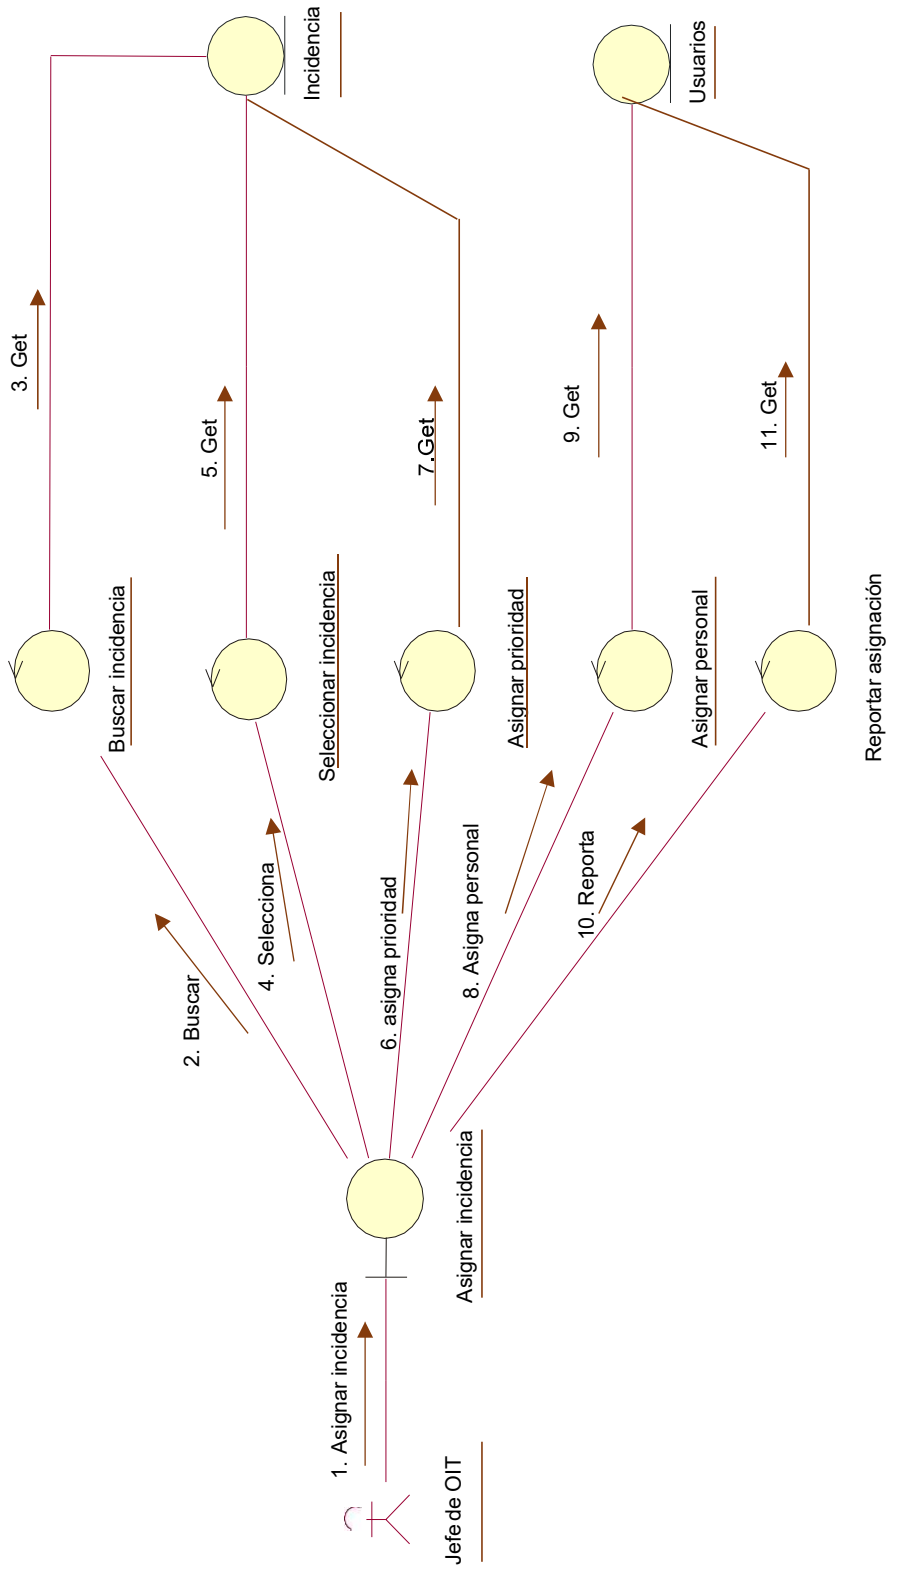 1. Asignar incidencia
Jefe de OIT
Asignar incidencia
2. Buscar
4. Selecciona
6. asigna prioridad
8. Asigna personal
10. Reporta
Buscar incidencia
Seleccionar incidencia
Asignar prioridad
Asignar personal
Reportar asignación
3. Get
5. Get
7.Get
9. Get
11. Get
Incidencia
Usuarios